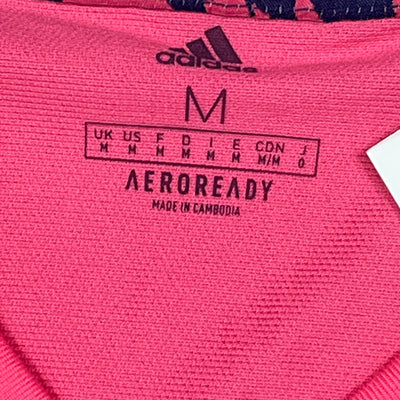 adidas
M
UK US F D I E CDN J
M M M M M M M/M O
AEROREADY
MADE IN CAMBODIA